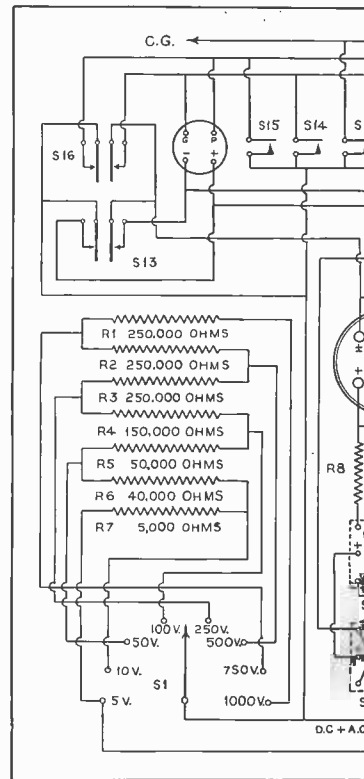 C.G.
G P
S15 S14 S
S16
- +
S13
R1 250,000 OHMS
R2 250,000 OHMS
R3 250,000 OHMS
R4 150,000 OHMS
R5 50,000 OHMS
R6 40,000 OHMS
R7 5,000 OHMS
H
+
R8
+
100V. 250V.
50V. 500V.
10V. 750V.
S1
5V. 1000V.
-
S
D.C + A.C